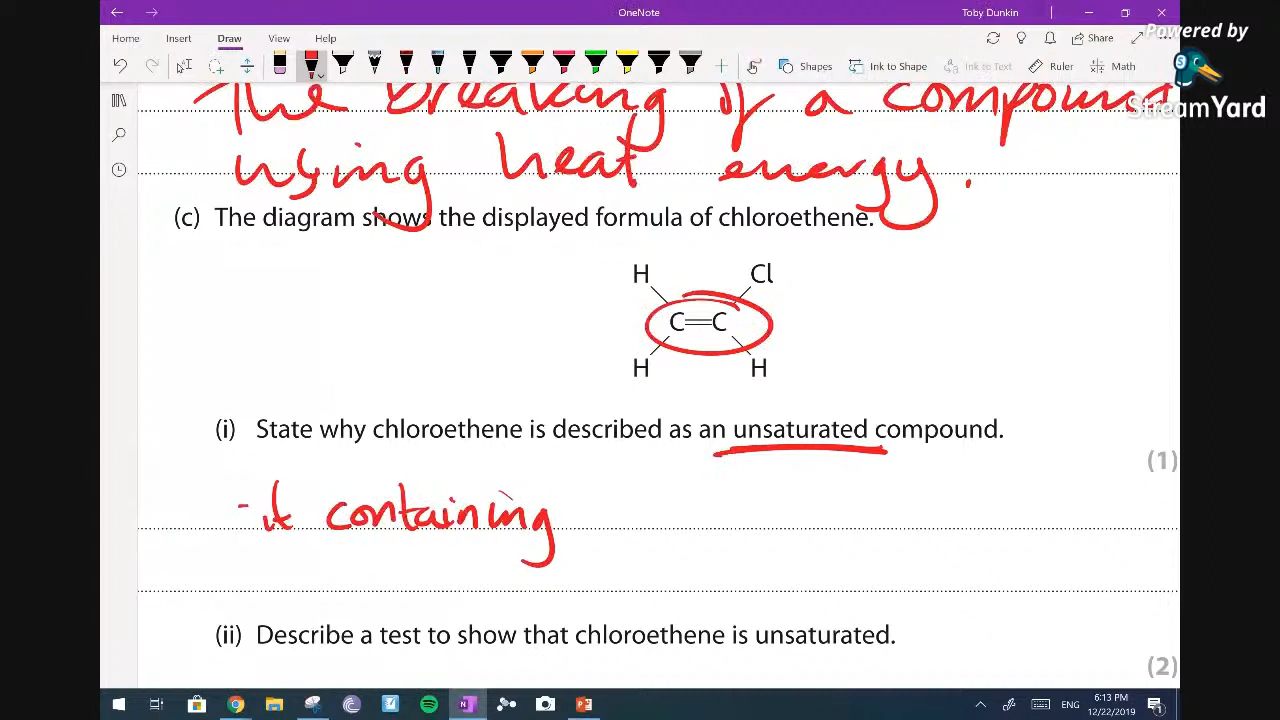 OneNote
Toby Dunkin
Powered by
StreamYard
Home Insert Draw View Help
Share
Shapes Ink to Shape Ink to Text Ruler Math
The breaking of a compound
using heat energy.
(c) The diagram shows the displayed formula of chloroethene.
H Cl
C=C
H H
(i) State why chloroethene is described as an unsaturated compound.
(1)
- it containing
(ii) Describe a test to show that chloroethene is unsaturated.
(2)
6:13 PM
12/22/2019